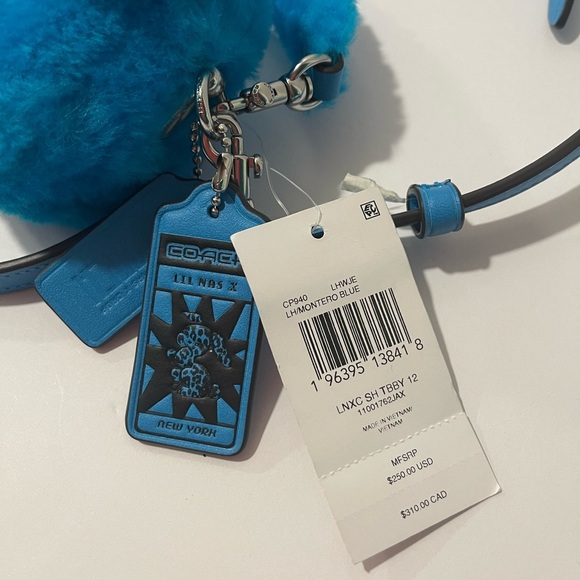 COACH
LIL NAS X
NEW YORK
CP940 LHWJE
LH/MONTERO BLUE
1 96395 13841 8
LNXC SH TBBY 12
11001762JAX
MADE IN VIETNAM/
VIETNAM
MFSRP
$250.00 USD
$310.00 CAD